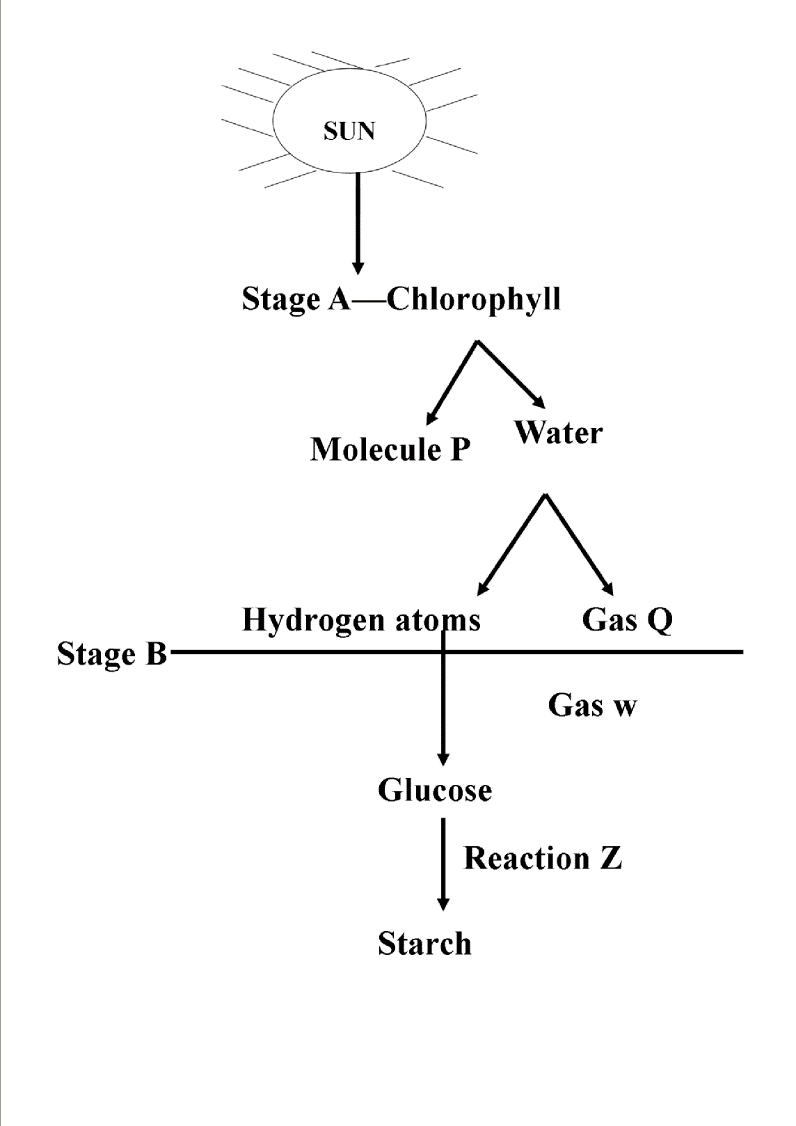 SUN
Stage A—Chlorophyll
Molecule P
Water
Hydrogen atoms
Gas Q
Stage B
Gas w
Glucose
Reaction Z
Starch